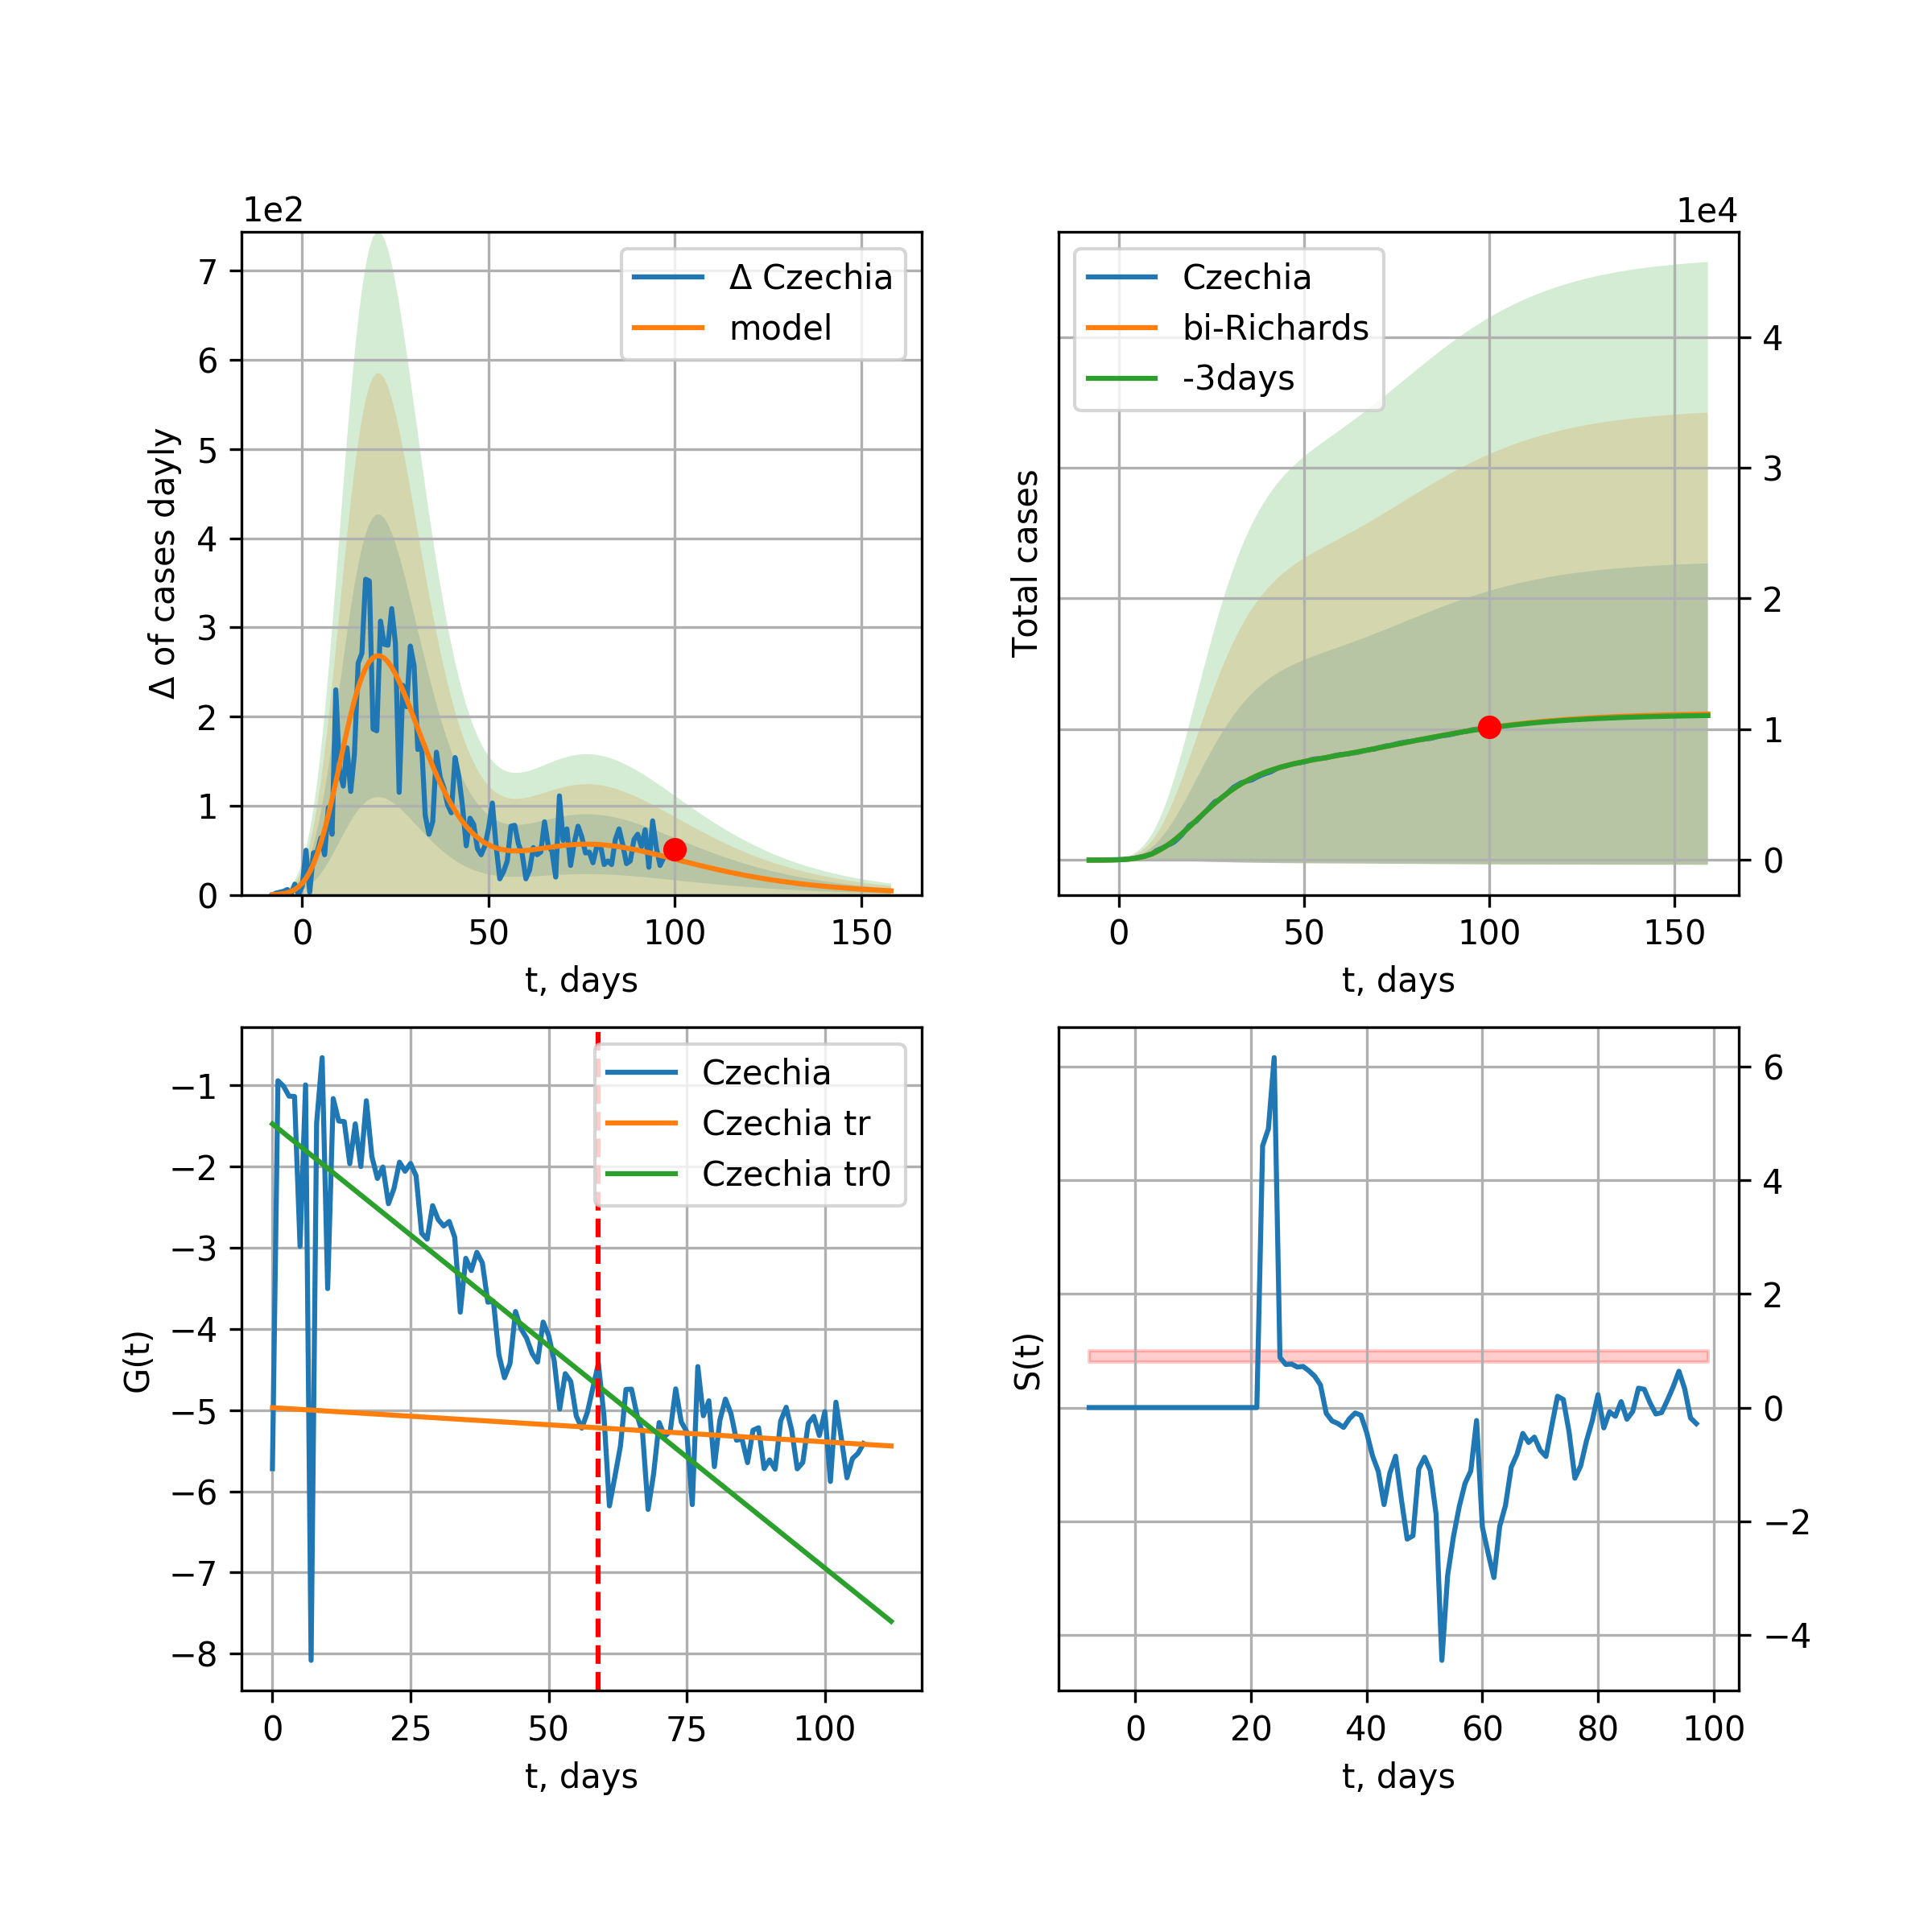 1e2
7
6
5
4
3
2
1
0
Δ of cases dayly
0 50 100 150
t, days
Δ Czechia
model
1e4
4
3
2
1
0
Total cases
0 50 100 150
t, days
Czechia
bi-Richards
-3days
−1
−2
−3
−4
−5
−6
−7
−8
G(t)
0 25 50 75 100
t, days
Czechia
Czechia tr
Czechia tr0
6
4
2
0
−2
−4
S(t)
0 20 40 60 80 100
t, days